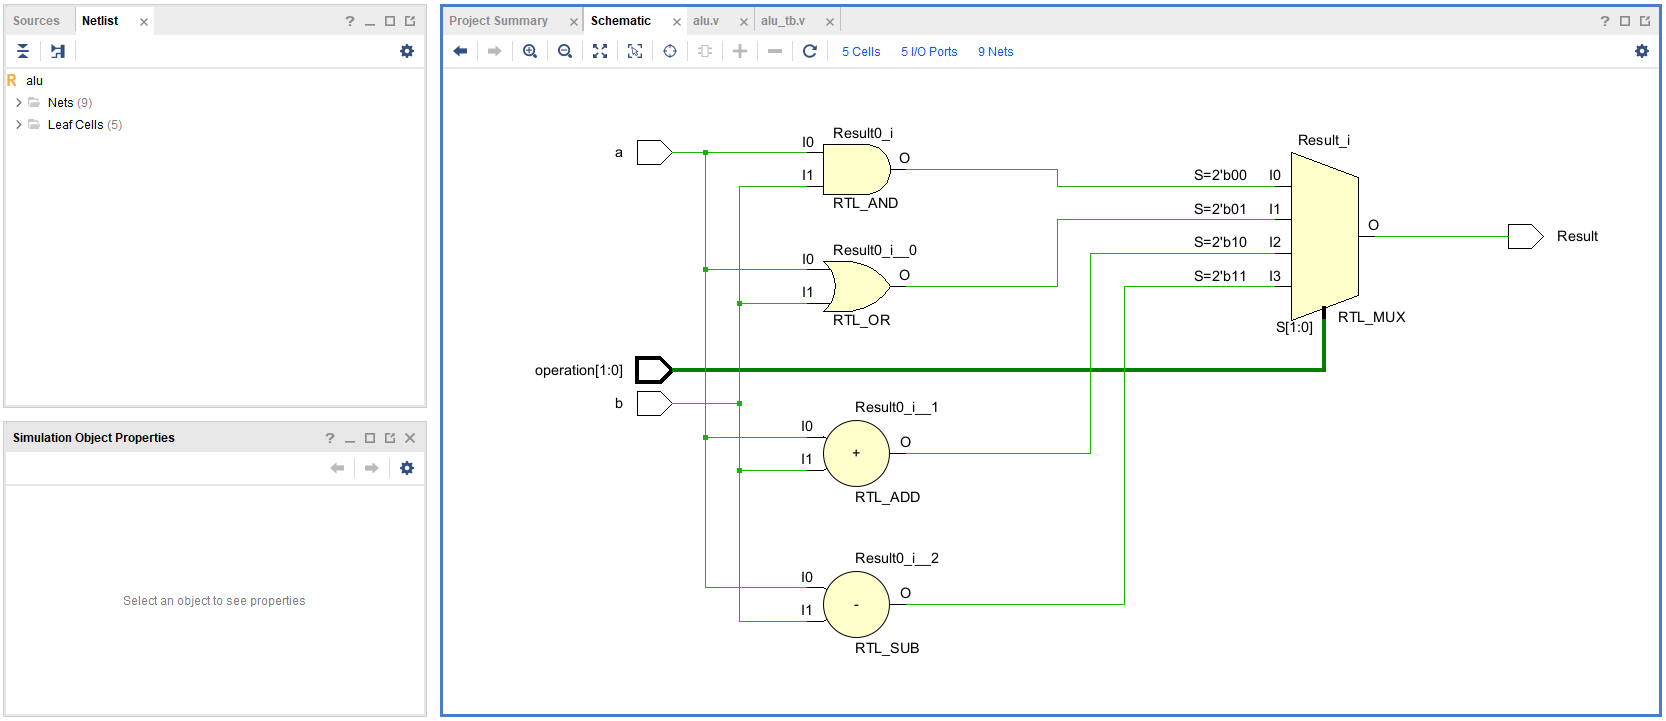 Sources
Netlist
alu
Nets (9)
Leaf Cells (5)
Simulation Object Properties
Select an object to see properties
Project Summary
Schematic
alu.v
alu_tb.v
5 Cells
5 I/O Ports
9 Nets
a
I0
I1
Result0_i
O
RTL_AND
I0
I1
Result0_i__0
O
RTL_OR
operation[1:0]
b
I0
I1
Result0_i__1
+
O
RTL_ADD
I0
I1
Result0_i__2
-
O
RTL_SUB
Result_i
S=2'b00 I0
S=2'b01 I1
S=2'b10 I2
S=2'b11 I3
S[1:0]
RTL_MUX
O
Result